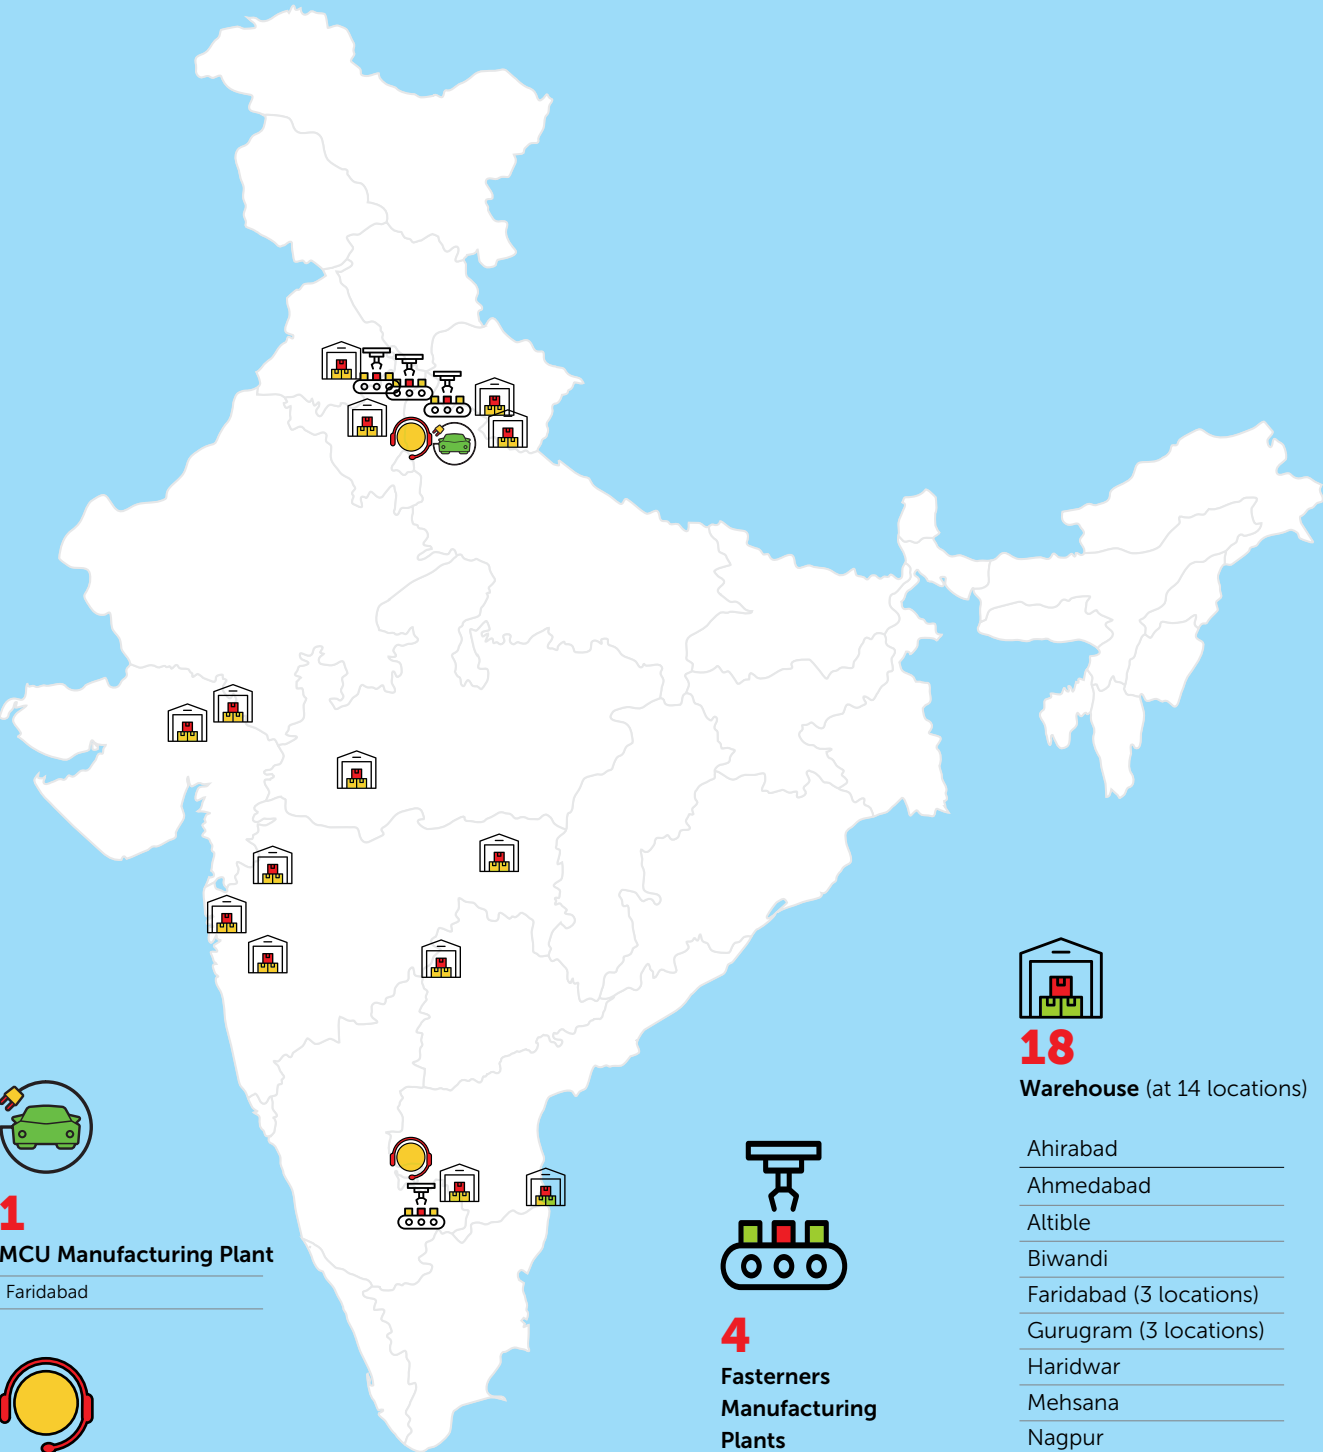 1
MCU Manufacturing Plant
Faridabad
4
Fasterners
Manufacturing
Plants
18
Warehouse (at 14 locations)
Ahirabad
Ahmedabad
Altible
Biwandi
Faridabad (3 locations)
Gurugram (3 locations)
Haridwar
Mehsana
Nagpur